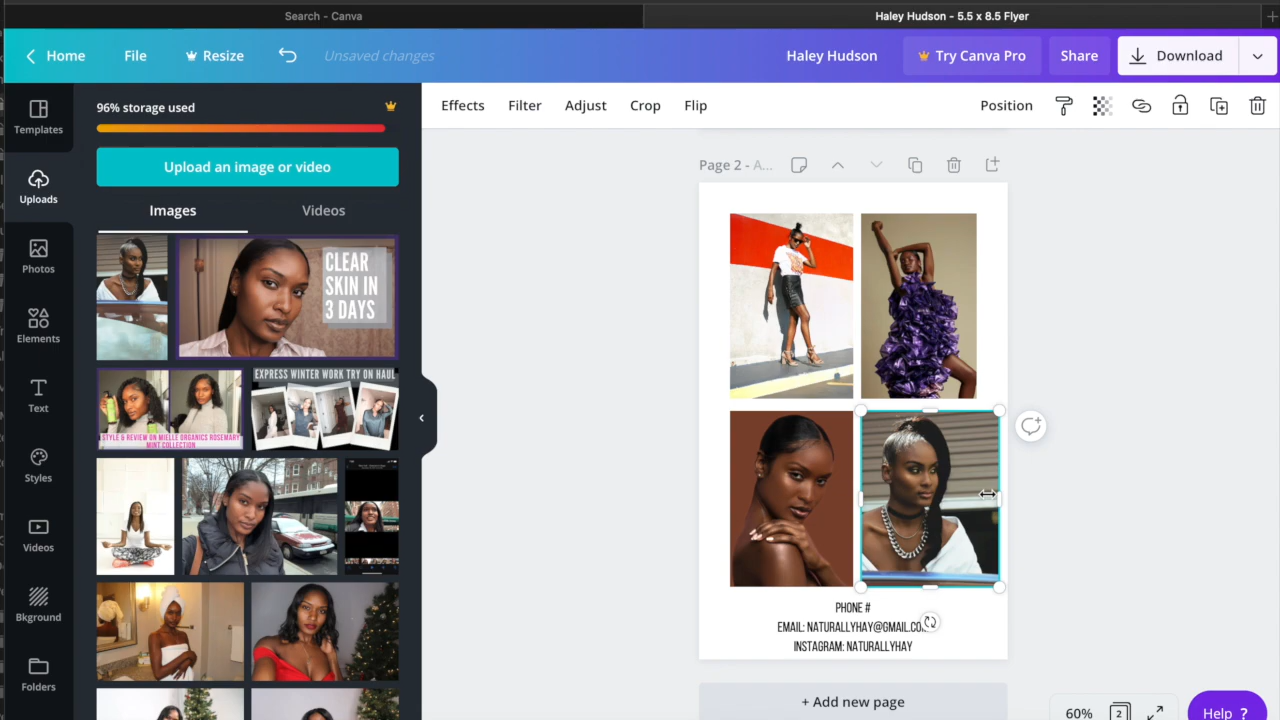 Search - Canva
Haley Hudson - 5.5 x 8.5 Flyer
Home
File
Resize
Unsaved changes
Haley Hudson
Try Canva Pro
Share
Download
Templates
Uploads
Photos
Elements
Text
Styles
Videos
Bkground
Folders
96% storage used
Upload an image or video
Images
Videos
CLEAR
SKIN IN
3 DAYS
STYLE & REVIEW ON MIELLE ORGANICS ROSEMARY
MINT COLLECTION
EXPRESS WINTER WORK TRY ON HAUL
Effects
Filter
Adjust
Crop
Flip
Position
Page 2 - A...
PHONE #
EMAIL: NATURALLYHAY@GMAIL.COM
INSTAGRAM: NATURALLYHAY
+ Add new page
60%
2
Help ?